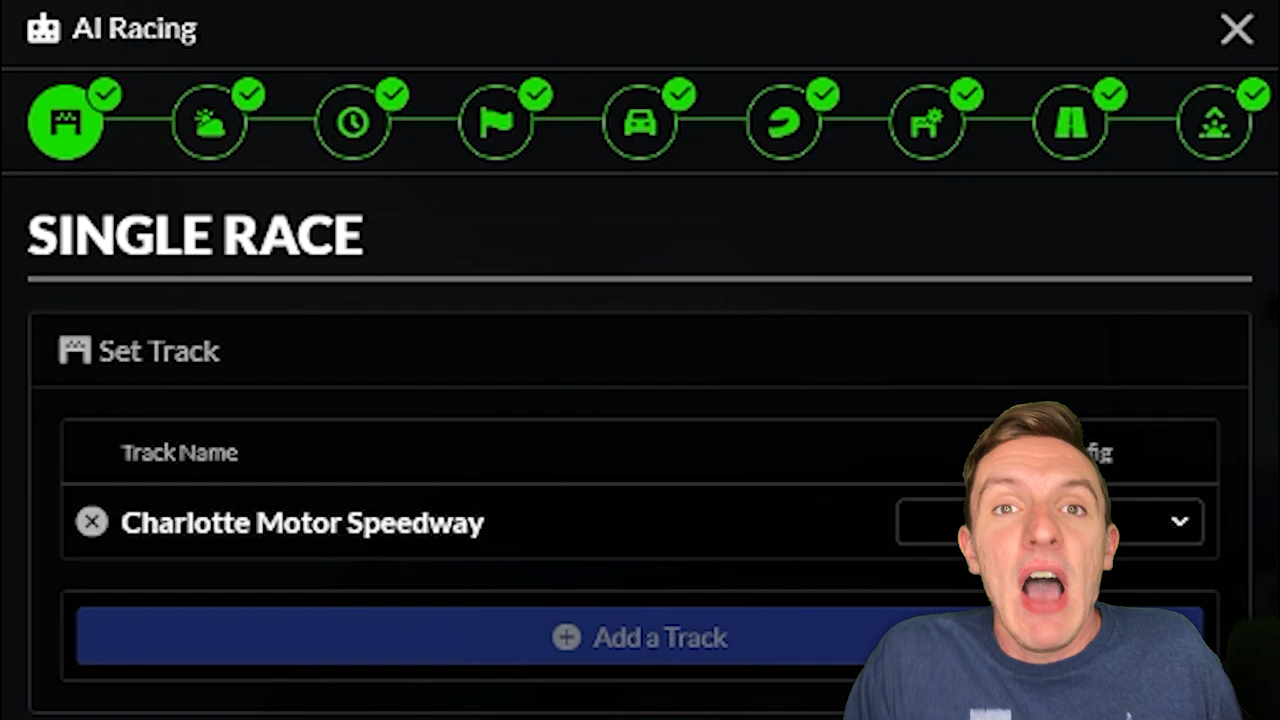 AI Racing
SINGLE RACE
Set Track
Track Name
Charlotte Motor Speedway
Add a Track